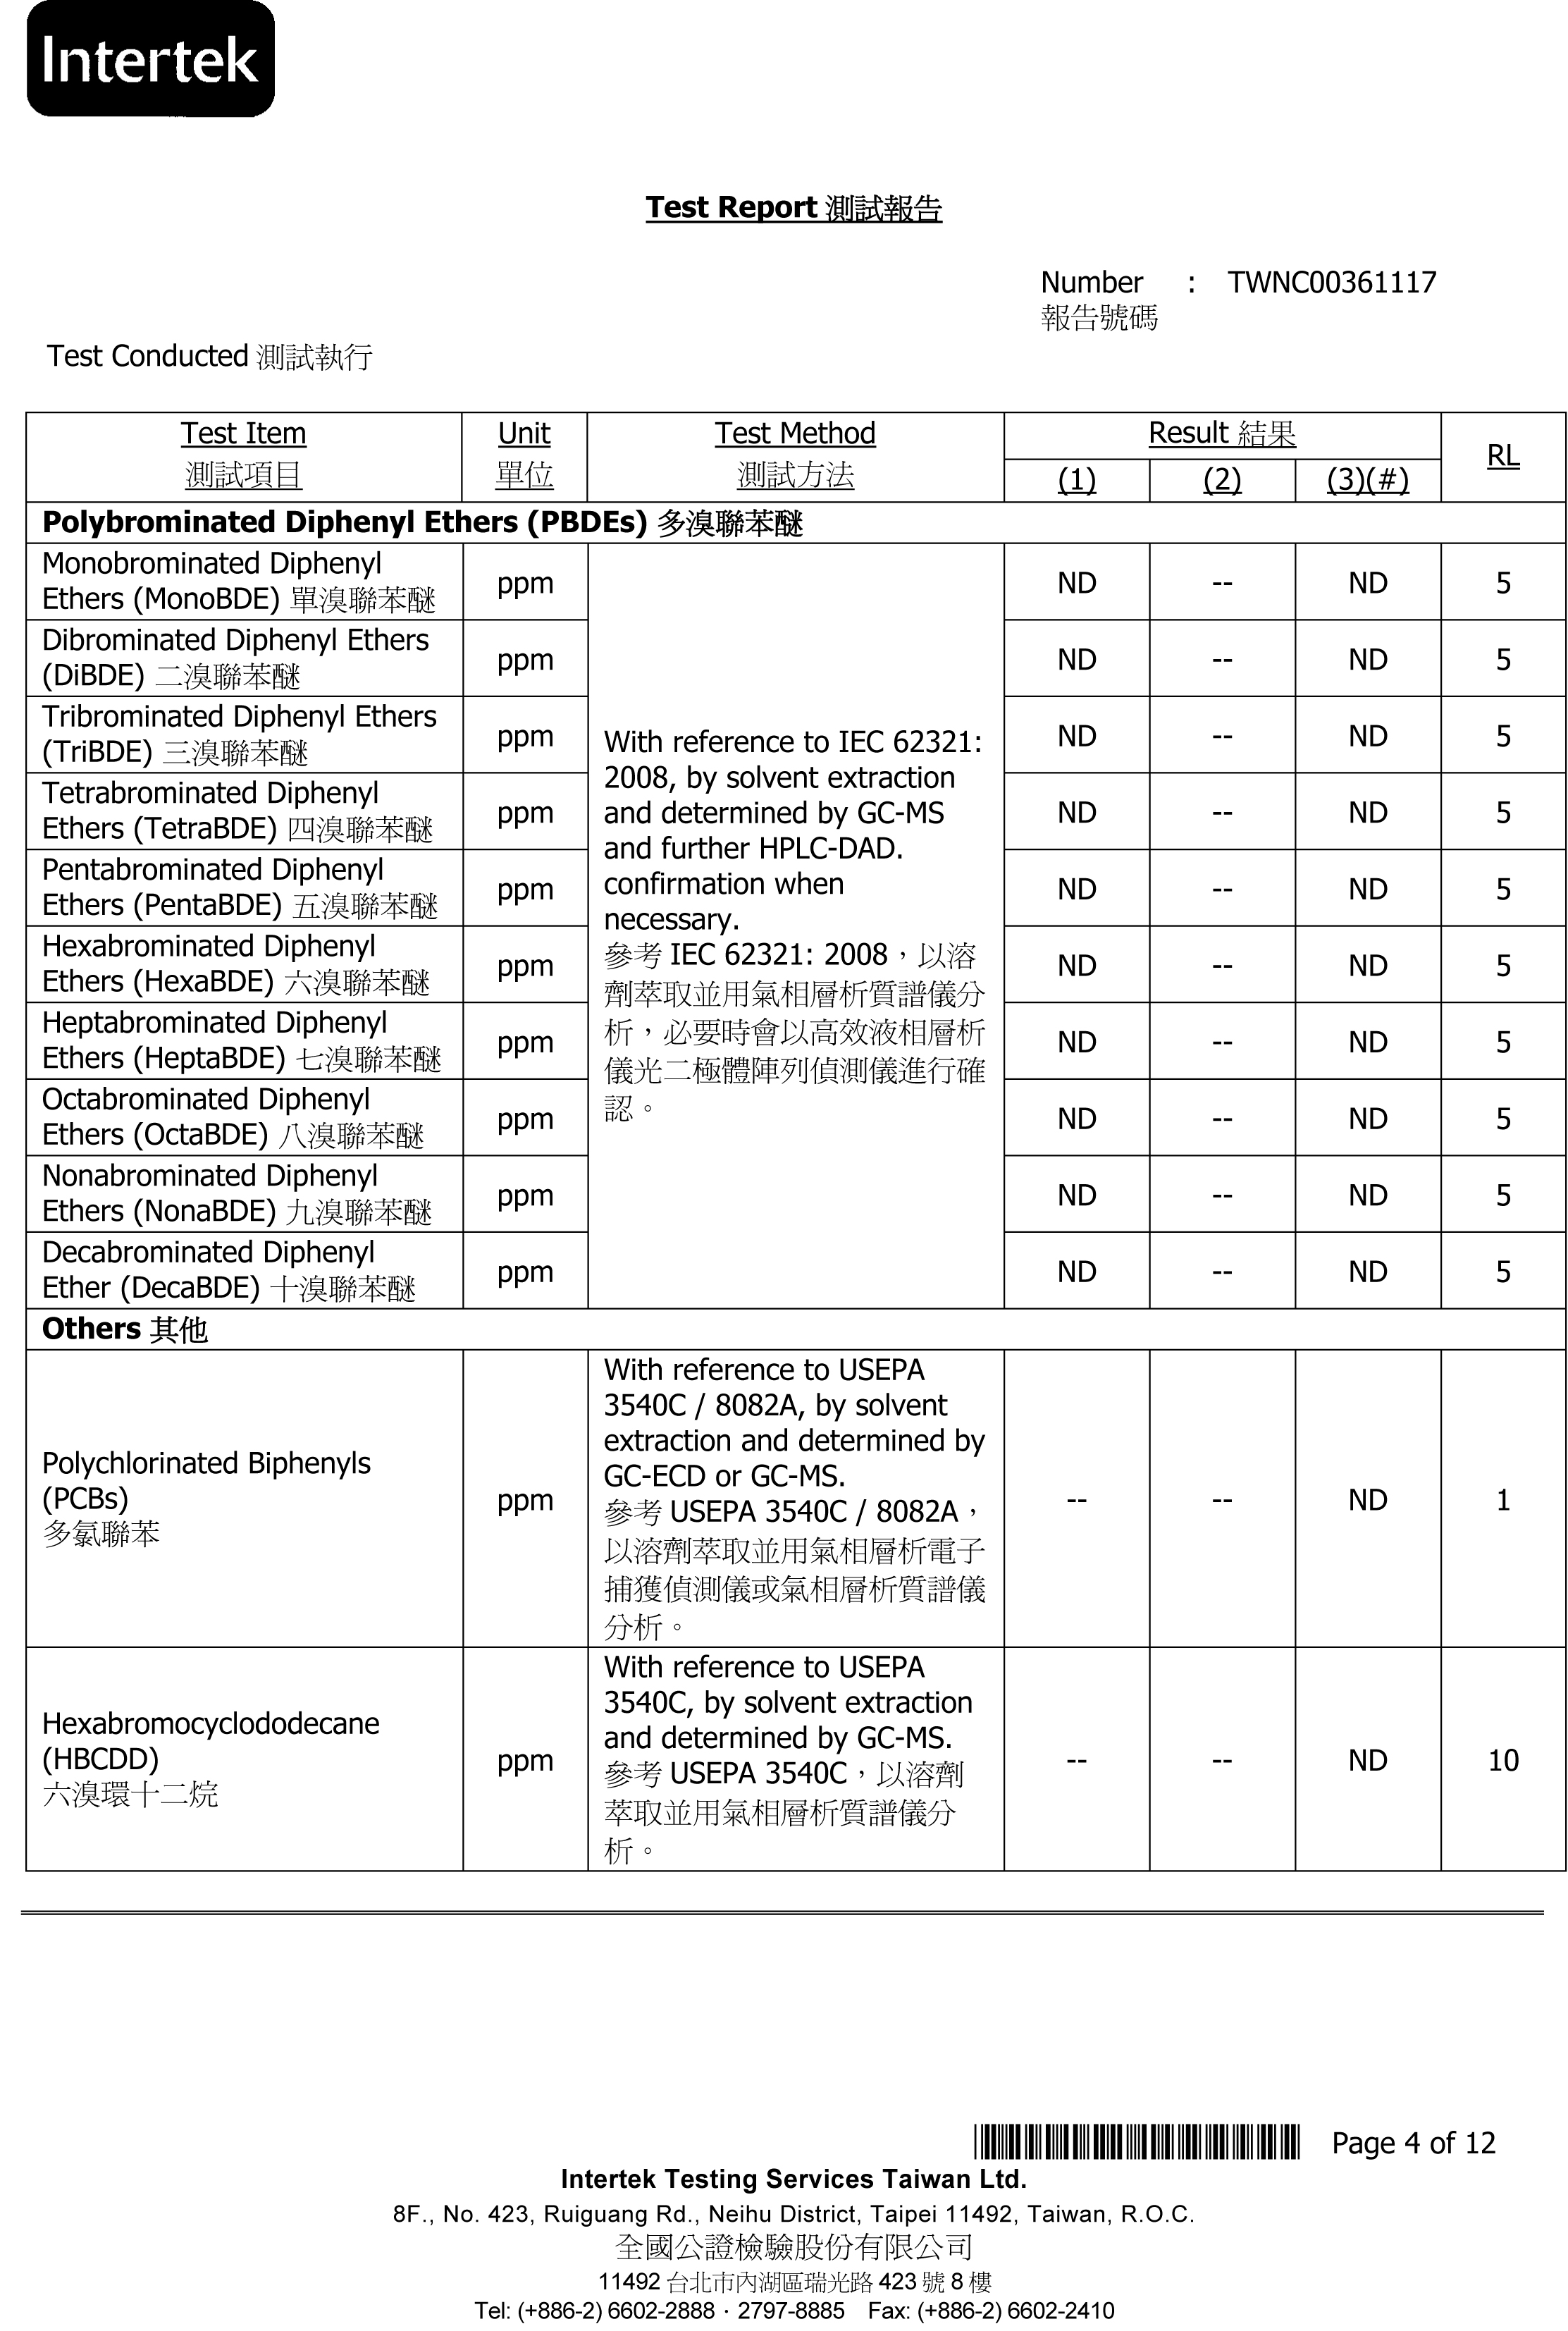 Intertek
Test Report 測試報告
Number : TWNC00361117
報告號碼
Test Conducted 測試執行
Test Item Unit Test Method Result 結果 RL
測試項目 單位 測試方法 (1) (2) (3)(#)
Polybrominated Diphenyl Ethers (PBDEs) 多溴聯苯醚
Monobrominated Diphenyl
Ethers (MonoBDE) 單溴聯苯醚 ppm ND -- ND 5
Dibrominated Diphenyl Ethers
(DiBDE) 二溴聯苯醚 ppm ND -- ND 5
Tribrominated Diphenyl Ethers
(TriBDE) 三溴聯苯醚 ppm ND -- ND 5
Tetrabrominated Diphenyl
Ethers (TetraBDE) 四溴聯苯醚 ppm ND -- ND 5
Pentabrominated Diphenyl
Ethers (PentaBDE) 五溴聯苯醚 ppm ND -- ND 5
Hexabrominated Diphenyl
Ethers (HexaBDE) 六溴聯苯醚 ppm ND -- ND 5
Heptabrominated Diphenyl
Ethers (HeptaBDE) 七溴聯苯醚 ppm ND -- ND 5
Octabrominated Diphenyl
Ethers (OctaBDE) 八溴聯苯醚 ppm ND -- ND 5
Nonabrominated Diphenyl
Ethers (NonaBDE) 九溴聯苯醚 ppm ND -- ND 5
Decabrominated Diphenyl
Ether (DecaBDE) 十溴聯苯醚 ppm ND -- ND 5
With reference to IEC 62321:
2008, by solvent extraction
and determined by GC-MS
and further HPLC-DAD.
confirmation when
necessary.
參考 IEC 62321: 2008，以溶
劑萃取並用氣相層析質譜儀分
析，必要時會以高效液相層析
儀光二極體陣列偵測儀進行確
認。
Others 其他
Polychlorinated Biphenyls
(PCBs)
多氯聯苯
ppm
With reference to USEPA
3540C / 8082A, by solvent
extraction and determined by
GC-ECD or GC-MS.
參考 USEPA 3540C / 8082A，
以溶劑萃取並用氣相層析電子
捕獲偵測儀或氣相層析質譜儀
分析。
-- -- ND 1
Hexabromocyclododecane
(HBCDD)
六溴環十二烷
ppm
With reference to USEPA
3540C, by solvent extraction
and determined by GC-MS.
參考 USEPA 3540C，以溶劑
萃取並用氣相層析質譜儀分
析。
-- -- ND 10
Page 4 of 12
Intertek Testing Services Taiwan Ltd.
8F., No. 423, Ruiguang Rd., Neihu District, Taipei 11492, Taiwan, R.O.C.
全國公證檢驗股份有限公司
11492 台北市內湖區瑞光路 423 號 8 樓
Tel: (+886-2) 6602-2888 · 2797-8885 Fax: (+886-2) 6602-2410